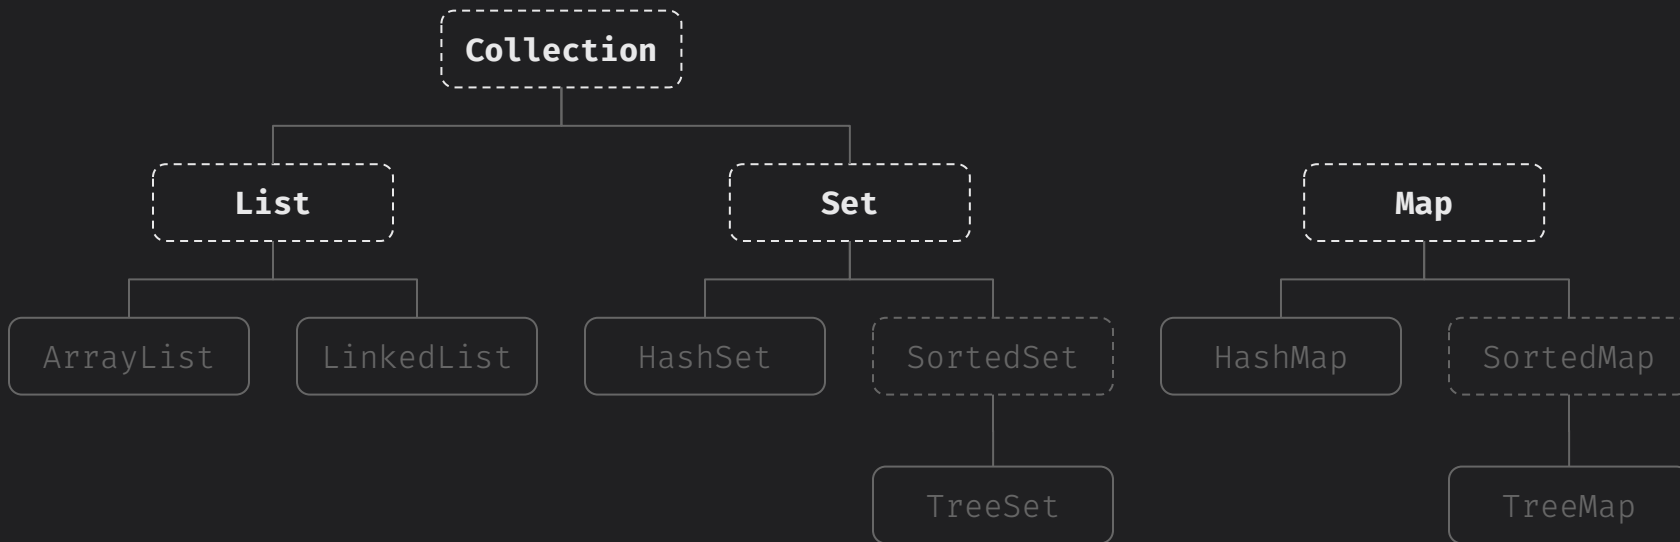 Collection
List
Set
Map
ArrayList
LinkedList
HashSet
SortedSet
HashMap
SortedMap
TreeSet
TreeMap